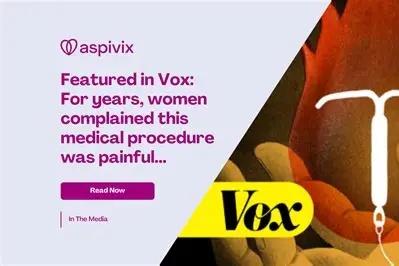 aspivix
Featured in Vox:
For years, women
complained this
medical procedure
was painful...
Read Now
In The Media
Vox